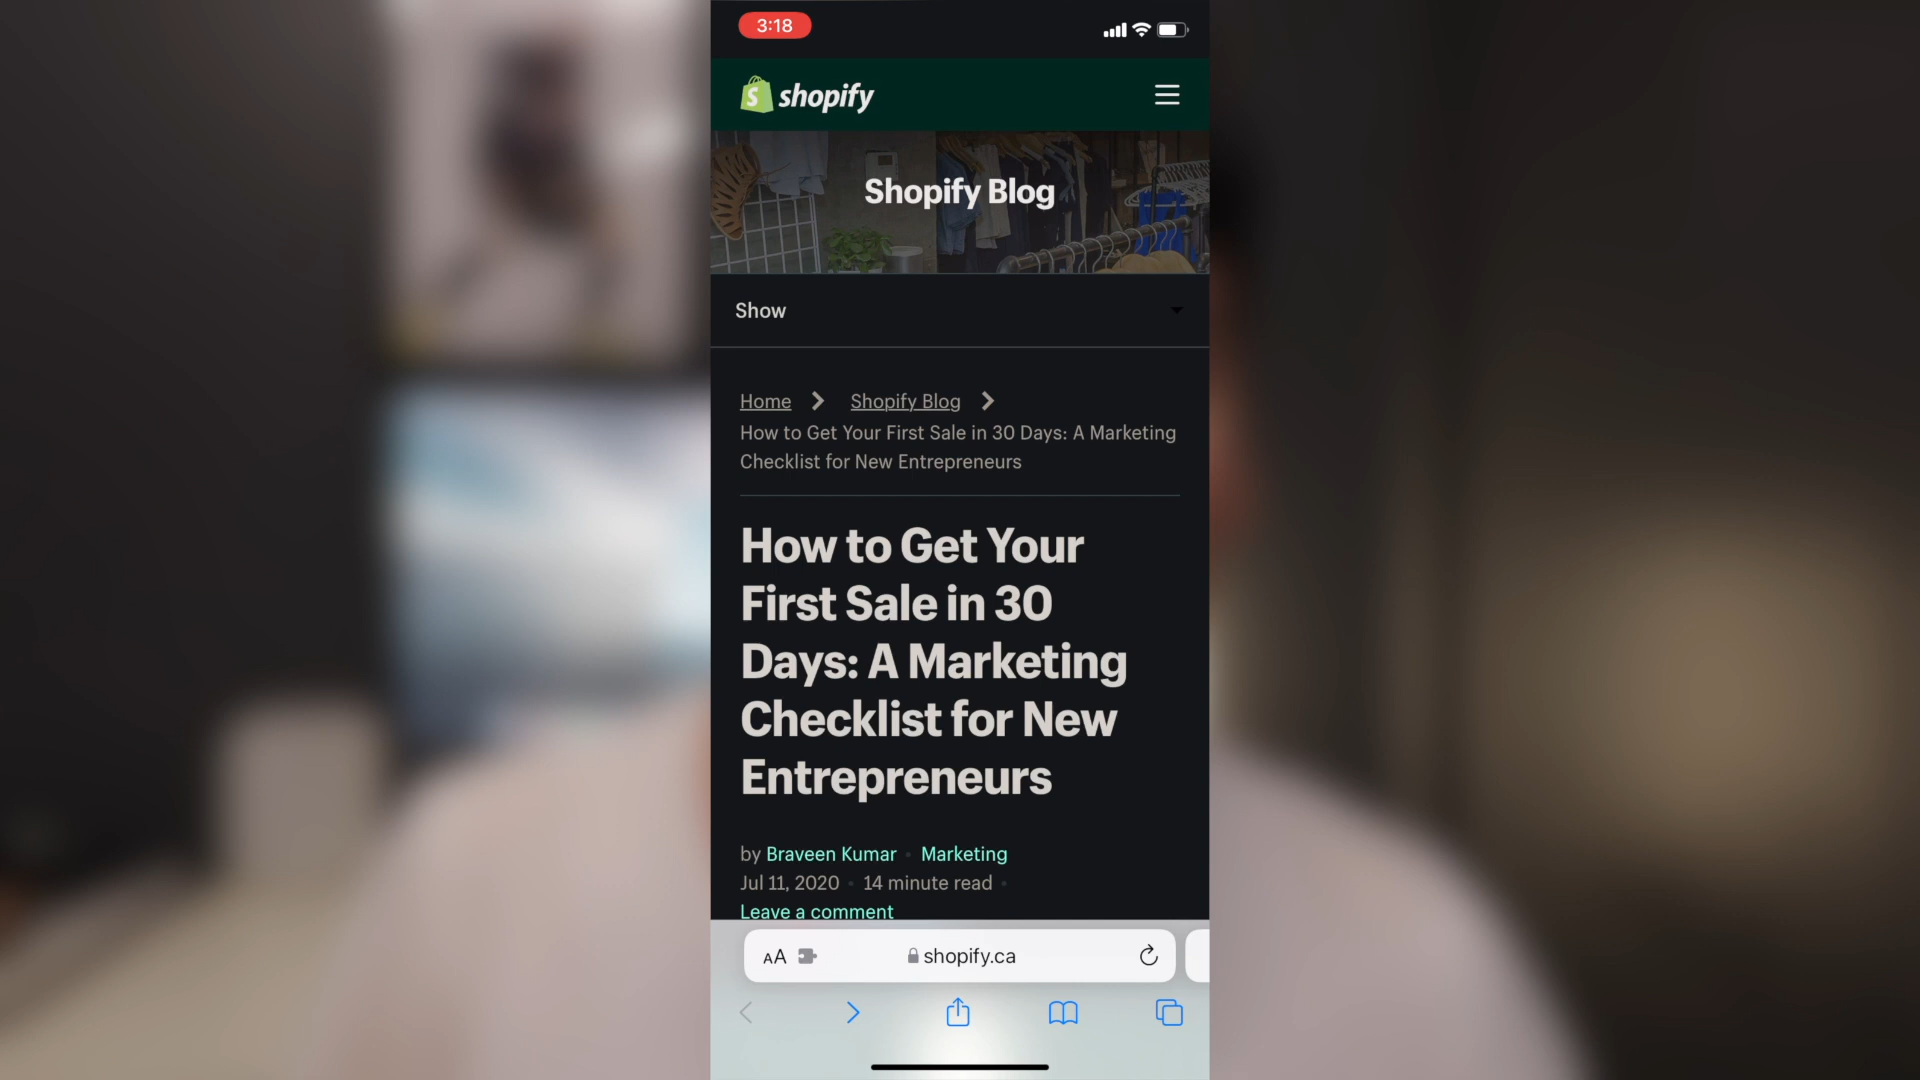 3:18
shopify
Shopify Blog
Show
Home Shopify Blog
How to Get Your First Sale in 30 Days: A Marketing
Checklist for New Entrepreneurs
How to Get Your
First Sale in 30
Days: A Marketing
Checklist for New
Entrepreneurs
by Braveen Kumar • Marketing
Jul 11, 2020 • 14 minute read •
Leave a comment
AA shopify.ca